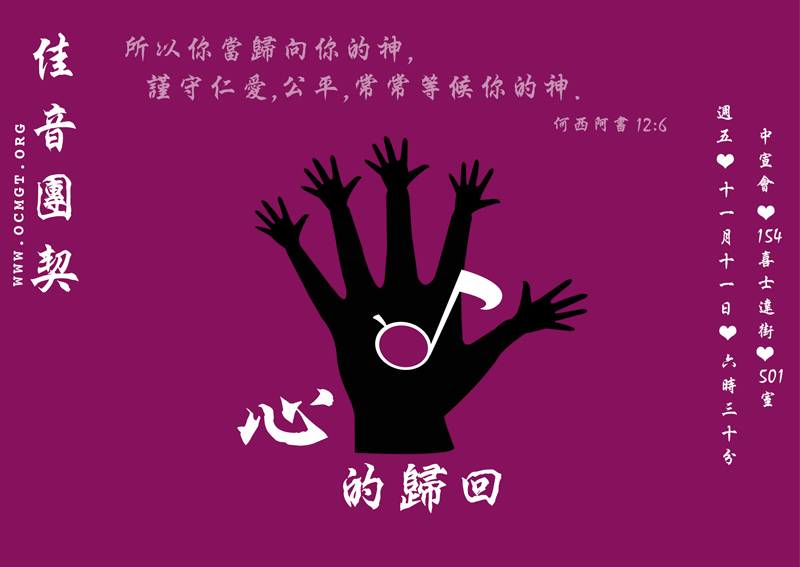 佳音團契
WWW.OCMGT.ORG
所以你當歸向你的神,
謹守仁愛,公平,常常等候你的神.
何西阿書 12:6
中宣會❤154喜士達街❤S01室
週五❤十一月十一日❤六時三十分
心
的歸回